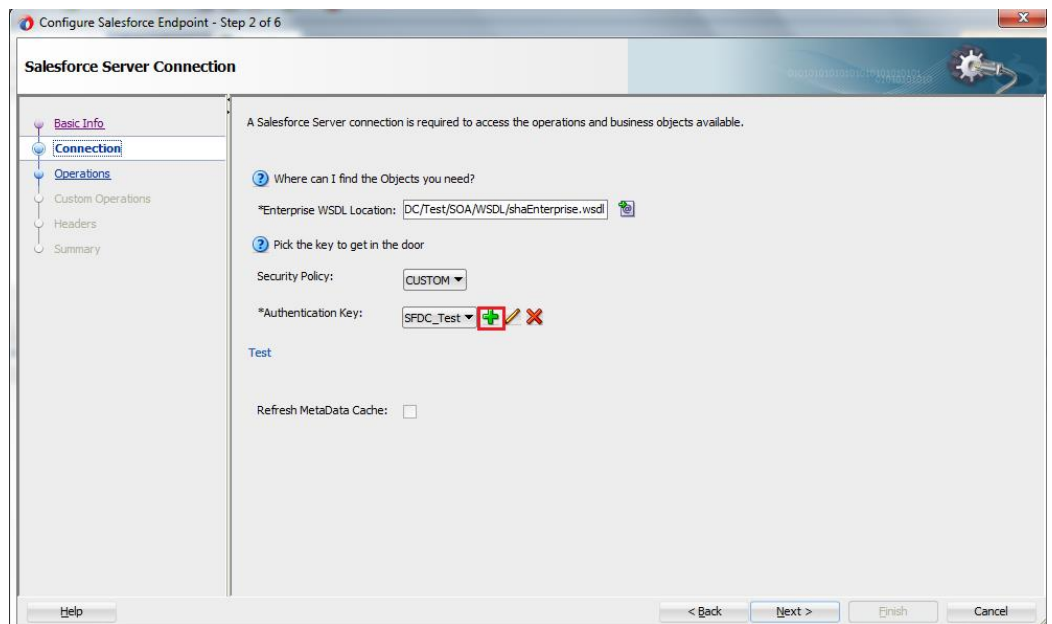 Configure Salesforce Endpoint - Step 2 of 6
x
Salesforce Server Connection
Basic Info
Connection
Operations
Custom Operations
Headers
Summary
A Salesforce Server connection is required to access the operations and business objects available.
? Where can I find the Objects you need?
*Enterprise WSDL Location: DC/Test/SOA/WSDL/shaEnterprise.wsdl
? Pick the key to get in the door
Security Policy: CUSTOM
*Authentication Key: SFDC_Test
Test
Refresh MetaData Cache:
Help < Back Next > Finish Cancel